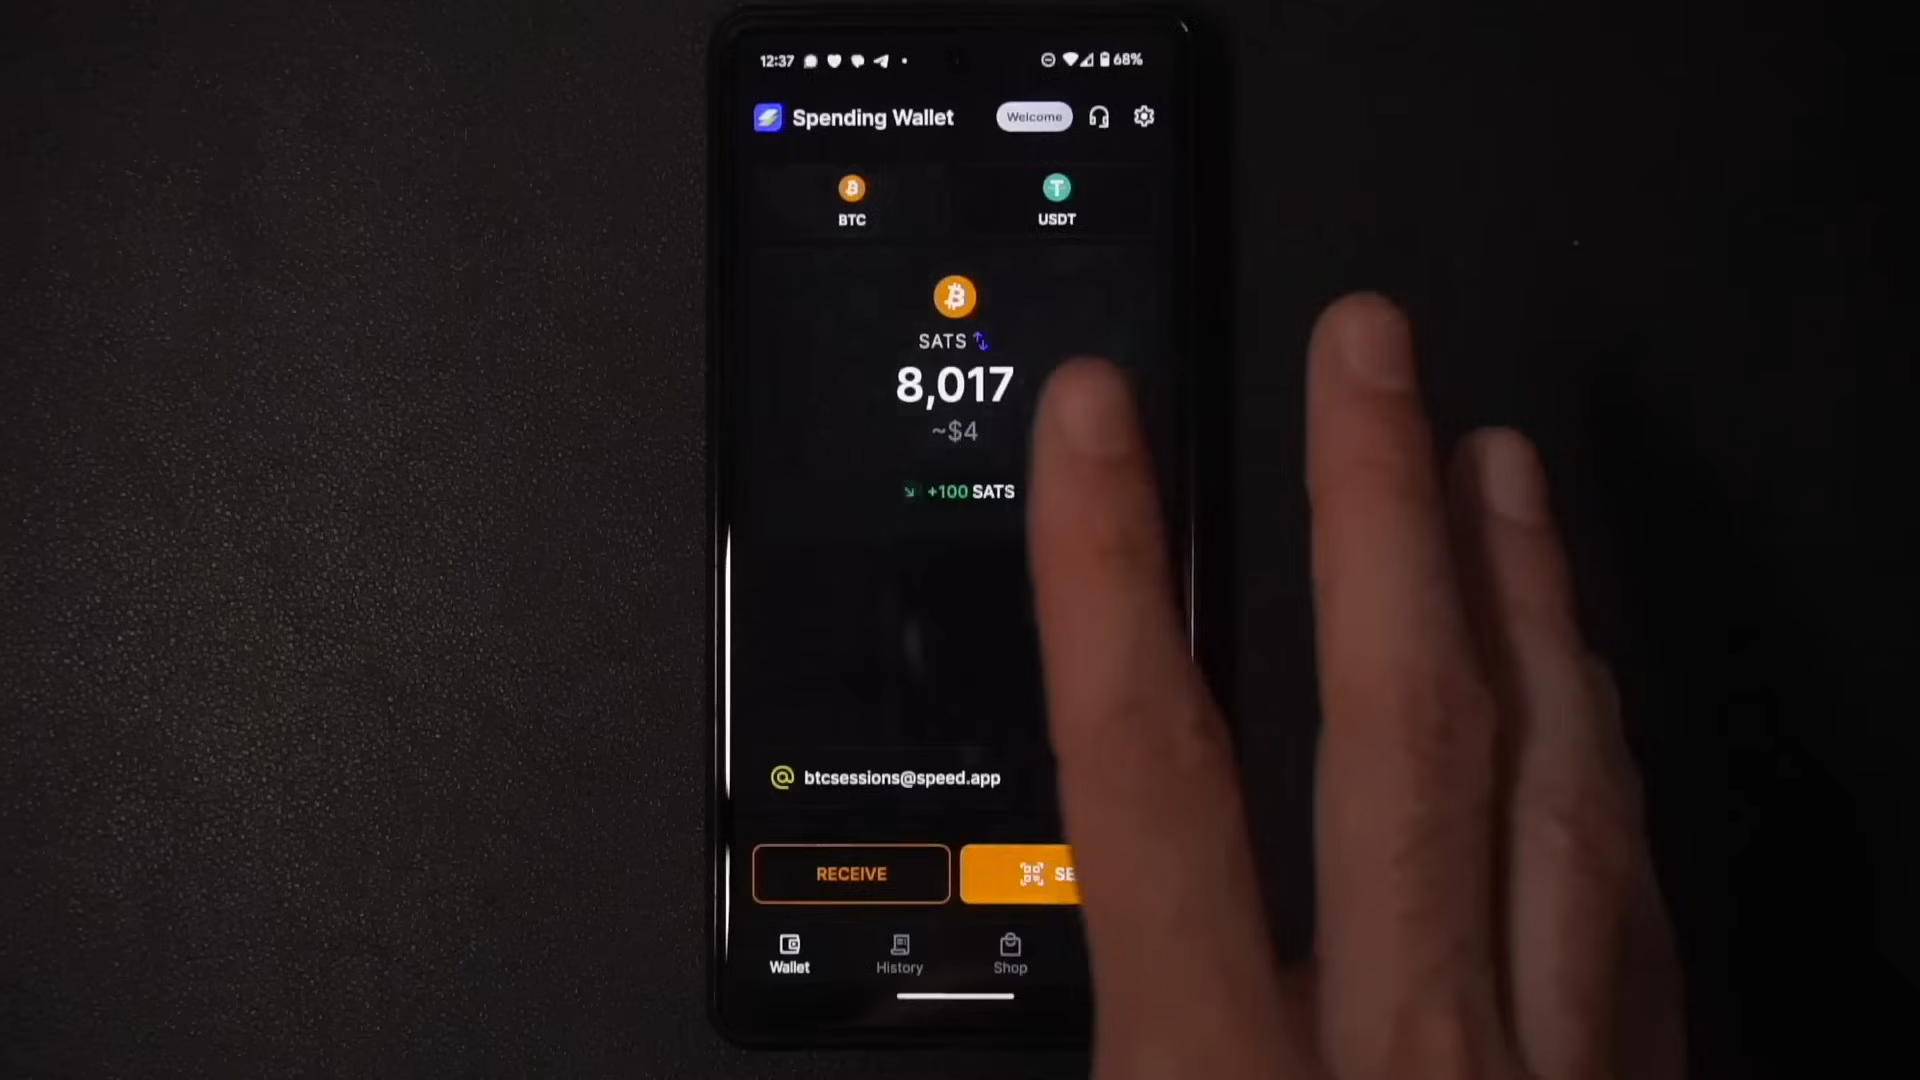 12:37
68%
Spending Wallet
Welcome
BTC
USDT
SATS
8,017
~$4
+100 SATS
btcsessions@speed.app
RECEIVE
Wallet
History
Shop